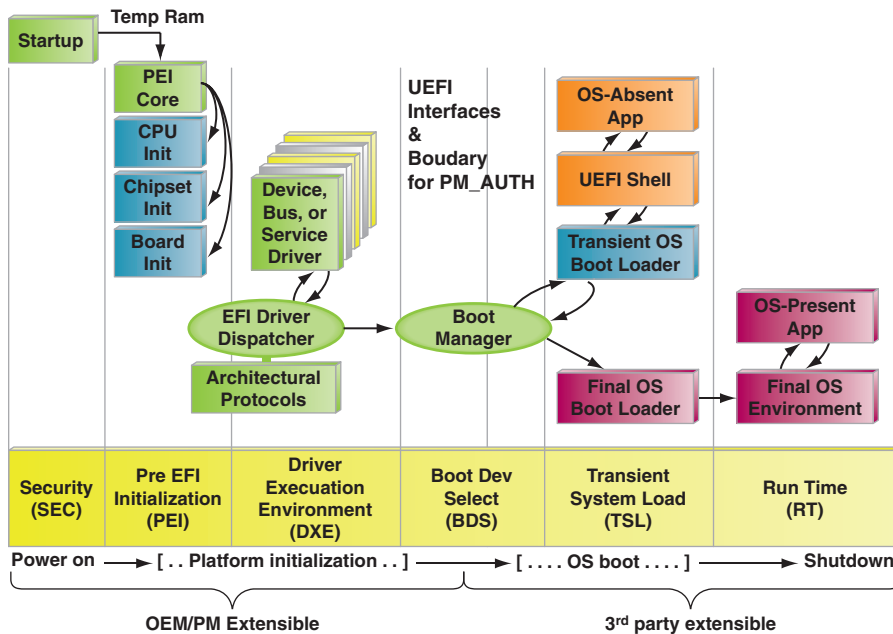 Temp Ram
Startup
PEI
Core
CPU
Init
Chipset
Init
Board
Init
Device,
Bus, or
Service
Driver
EFI Driver
Dispatcher
Architectural
Protocols
UEFI
Interfaces
&
Boudary
for PM_AUTH
Boot
Manager
OS-Absent
App
UEFI Shell
Transient OS
Boot Loader
Final OS
Boot Loader
OS-Present
App
Final OS
Environment
Security
(SEC)
Pre EFI
Initialization
(PEI)
Driver
Execution
Environment
(DXE)
Boot Dev
Select
(BDS)
Transient
System Load
(TSL)
Run Time
(RT)
Power on
[ . . Platform initialization . . ]
[ . . . . OS boot . . . . ]
Shutdown
OEM/PM Extensible
3rd party extensible